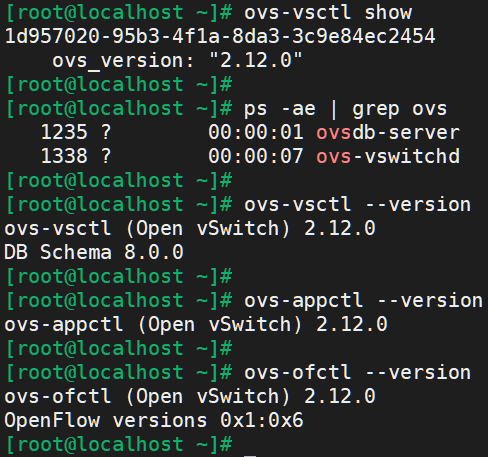 [root@localhost ~]# ovs-vsctl show
1d957020-95b3-4f1a-8da3-3c9e84ec2454
    ovs_version: "2.12.0"
[root@localhost ~]#
[root@localhost ~]# ps -ae | grep ovs
   1235 ?        00:00:01 ovsdb-server
   1338 ?        00:00:07 ovs-vswitchd
[root@localhost ~]#
[root@localhost ~]# ovs-vsctl --version
ovs-vsctl (Open vSwitch) 2.12.0
DB Schema 8.0.0
[root@localhost ~]#
[root@localhost ~]# ovs-appctl --version
ovs-appctl (Open vSwitch) 2.12.0
[root@localhost ~]#
[root@localhost ~]# ovs-ofctl --version
ovs-ofctl (Open vSwitch) 2.12.0
OpenFlow versions 0x1:0x6
[root@localhost ~]#